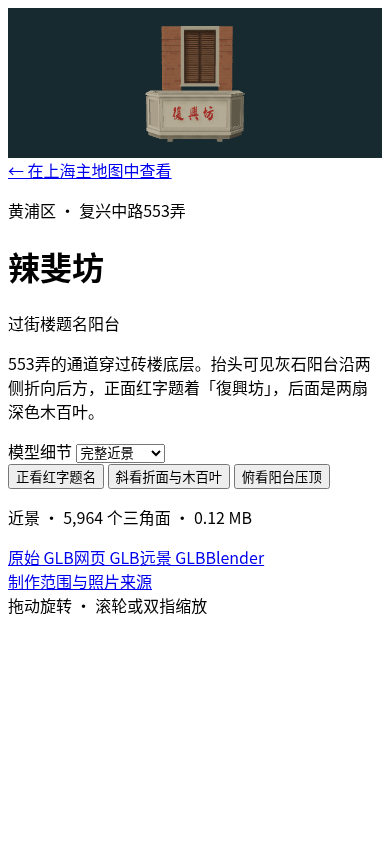 復興坊
← 在上海主地图中查看
黄浦区 · 复兴中路553弄
辣斐坊
过街楼题名阳台
553弄的通道穿过砖楼底层。抬头可见灰石阳台沿两
侧折向后方，正面红字题着「復興坊」，后面是两扇
深色木百叶。
模型细节 完整近景
正看红字题名 斜看折面与木百叶 俯看阳台压顶
近景 · 5,964 个三角面 · 0.12 MB
原始 GLB网页 GLB远景 GLBBlender
制作范围与照片来源
拖动旋转 · 滚轮或双指缩放